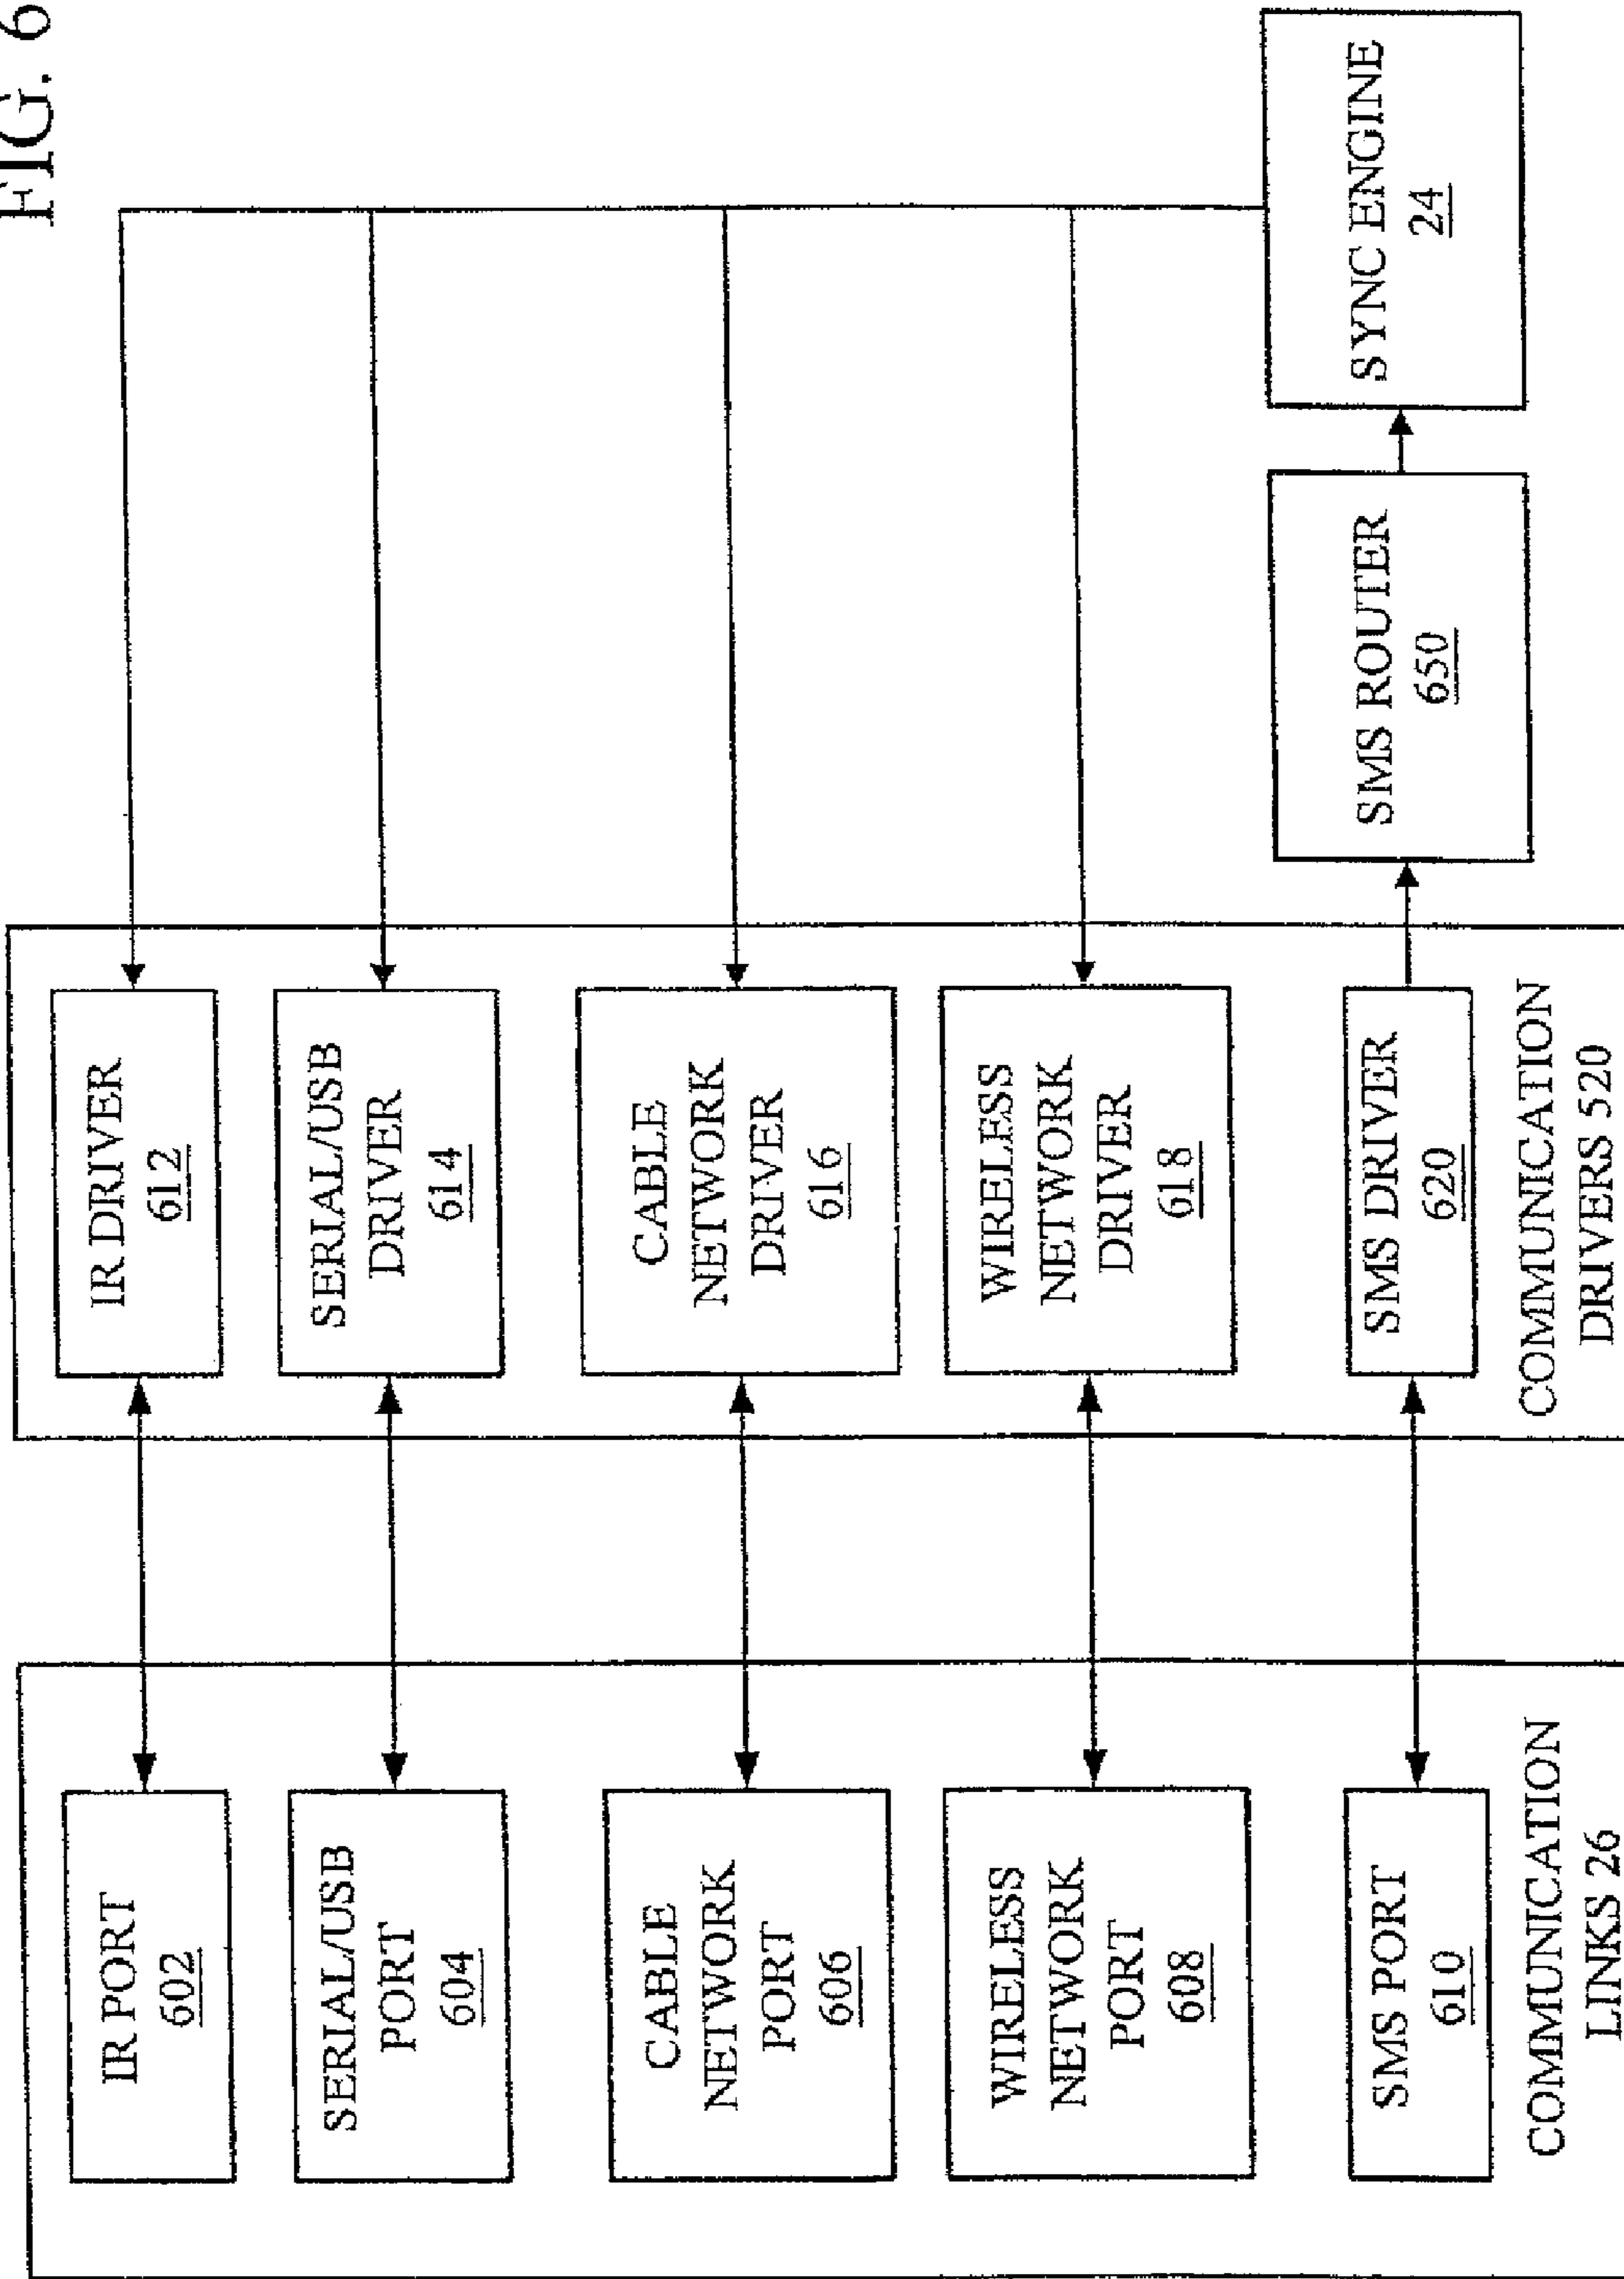 FIG. 6
IR PORT
602
SERIAL/USB
PORT
604
CABLE
NETWORK
PORT
606
WIRELESS
NETWORK
PORT
608
SMS PORT
610
COMMUNICATION
LINKS 26
IR DRIVER
612
SERIAL/USB
DRIVER
614
CABLE
NETWORK
DRIVER
616
WIRELESS
NETWORK
DRIVER
618
SMS DRIVER
620
COMMUNICATION
DRIVERS 520
SMS ROUTER
650
SYNC ENGINE
24